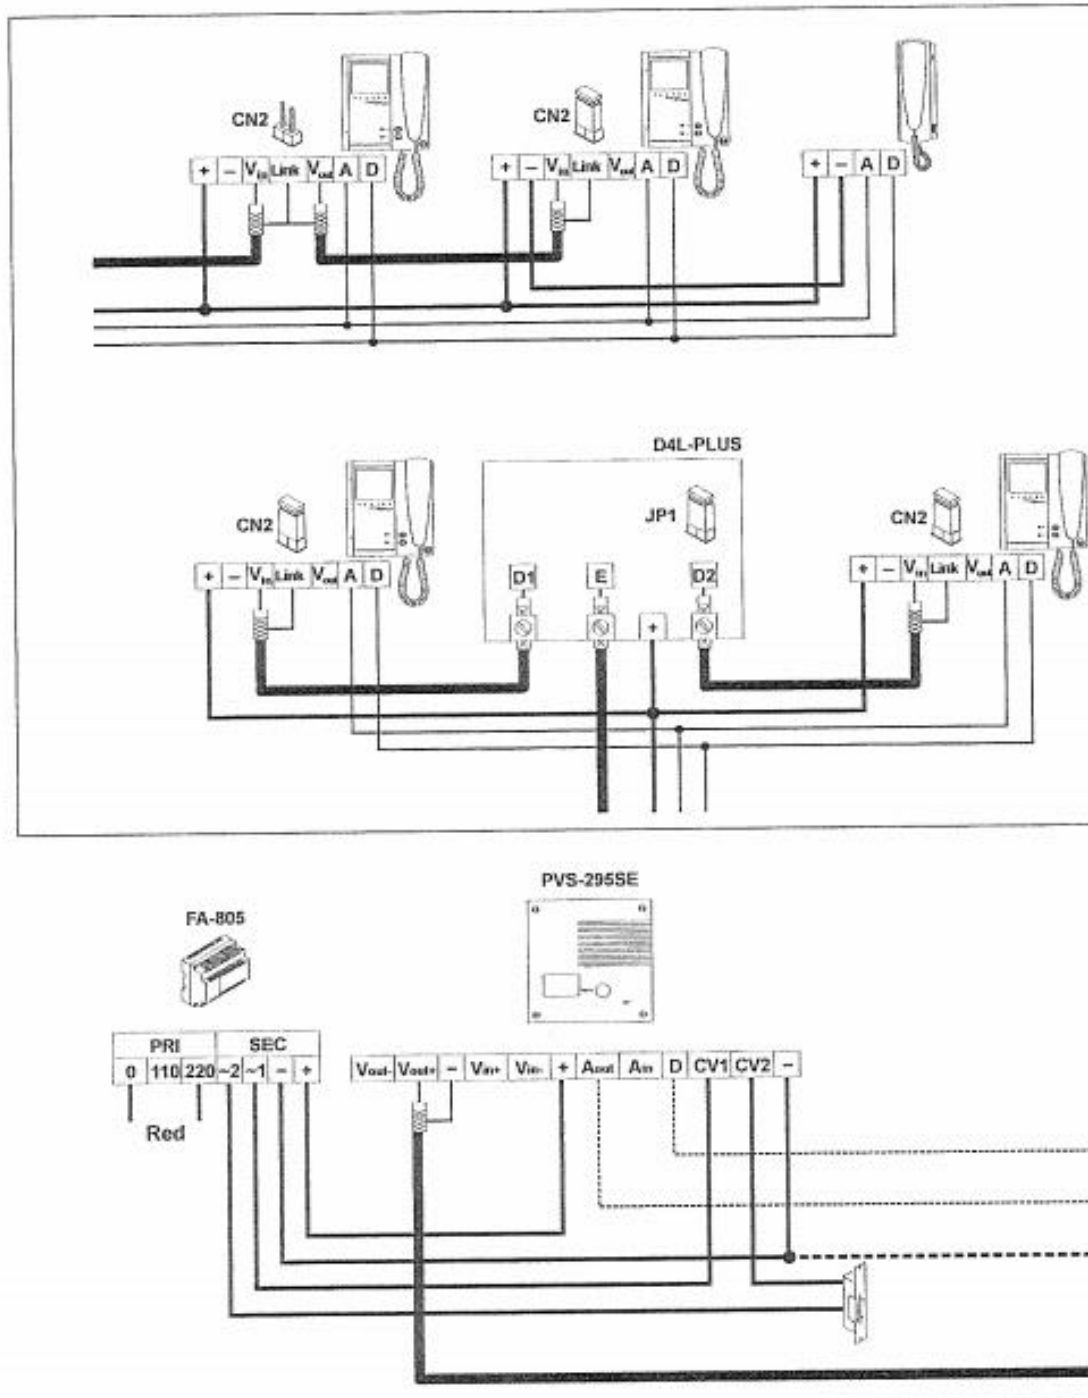 CN2
CN2
+ − Vin Link Vout A D
+ − Vin Link Vout A D
+ − A D
D4L-PLUS
CN2
JP1
CN2
+ − Vin Link Vout A D
D1 E D2
+
+ − Vin Link Vout A D
PVS-295SE
FA-805
PRI SEC
0 110 220 ~2 ~1 − +
Vout- Vout+ − Vin+ Vin- + Aout Ain D CV1 CV2 −
Red